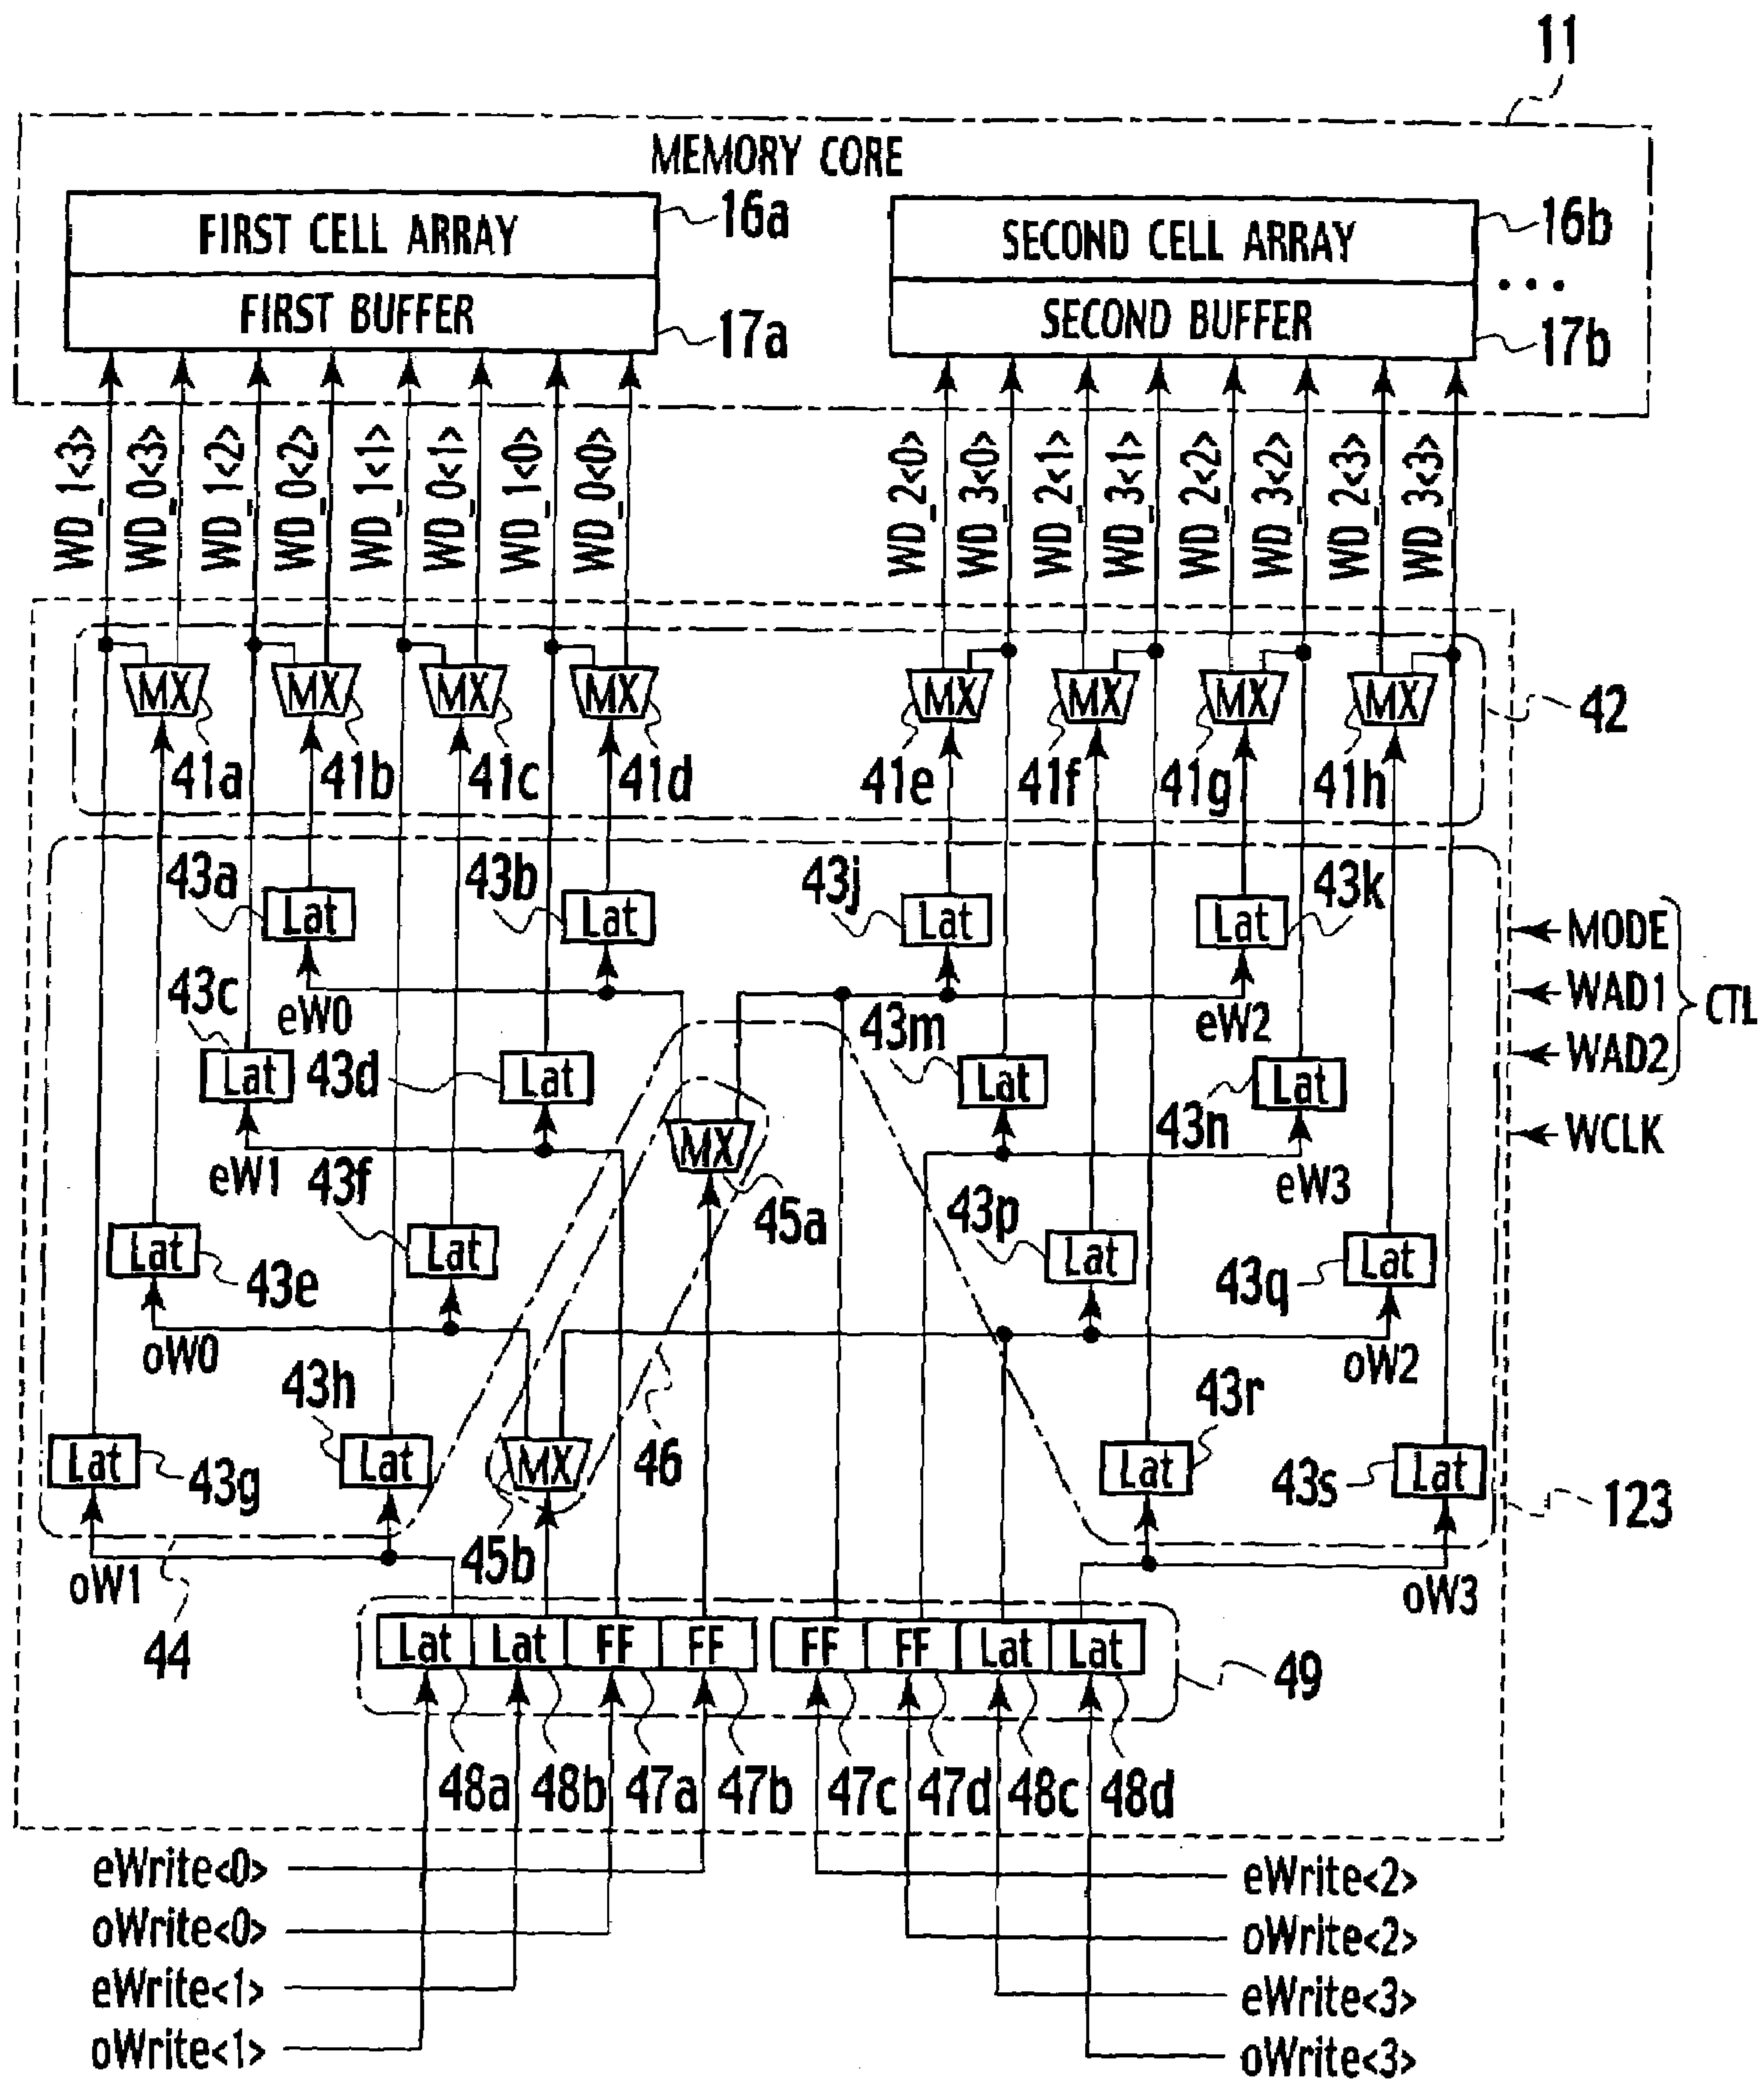 11
MEMORY CORE
FIRST CELL ARRAY
16a
SECOND CELL ARRAY
16b
FIRST BUFFER
17a
SECOND BUFFER
17b
...
WD_1<3>
WD_0<3>
WD_1<2>
WD_0<2>
WD_1<1>
WD_0<1>
WD_1<0>
WD_0<0>
WD_2<0>
WD_3<0>
WD_2<1>
WD_3<1>
WD_2<2>
WD_3<2>
WD_2<3>
WD_3<3>
MX MX MX MX MX MX MX MX
42
41a 41b 41c 41d 41e 41f 41g 41h
43a 43b 43j 43k
Lat Lat Lat Lat
MODE
WAD1
CTL
WAD2
WCLK
43c eW0 43m eW2
Lat 43d Lat Lat Lat
MX
43n
eW1 43f 45a 43p eW3
Lat Lat Lat Lat
43e 43q
oW0 oW2
43h 43r
Lat Lat MX 46 Lat Lat
43g 43s
123
45b
oW1 oW3
44
Lat Lat FF FF FF FF Lat Lat
49
48a 48b 47a 47b 47c 47d 48c 48d
eWrite<0> eWrite<2>
oWrite<0> oWrite<2>
eWrite<1> eWrite<3>
oWrite<1> oWrite<3>